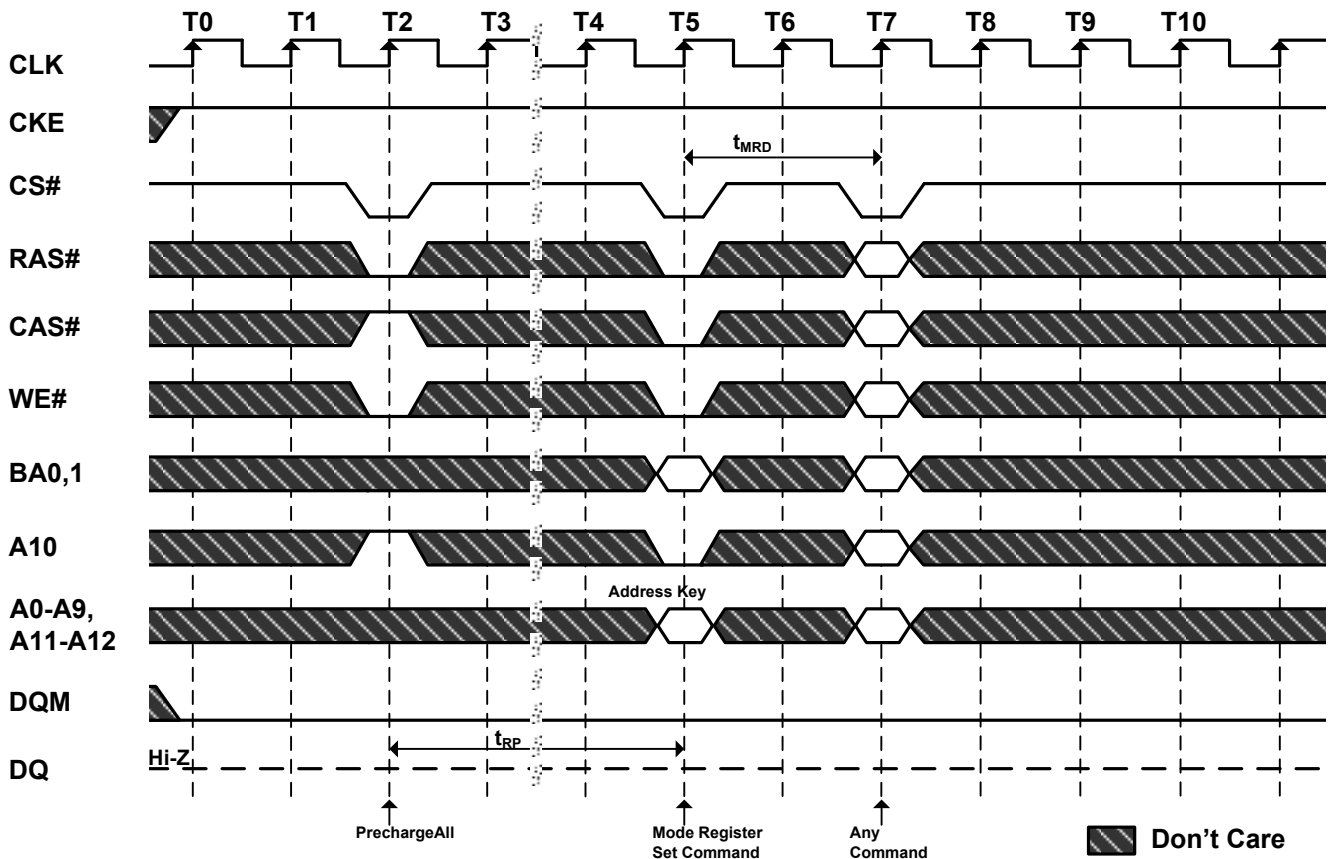 T0 T1 T2 T3 T4 T5 T6 T7 T8 T9 T10
CLK
CKE
tMRD
CS#
RAS#
CAS#
WE#
BA0,1
A10
Address Key
A0-A9,
A11-A12
DQM
tRP
Hi-Z
DQ
PrechargeAll
Mode Register
Set Command
Any
Command
Don't Care